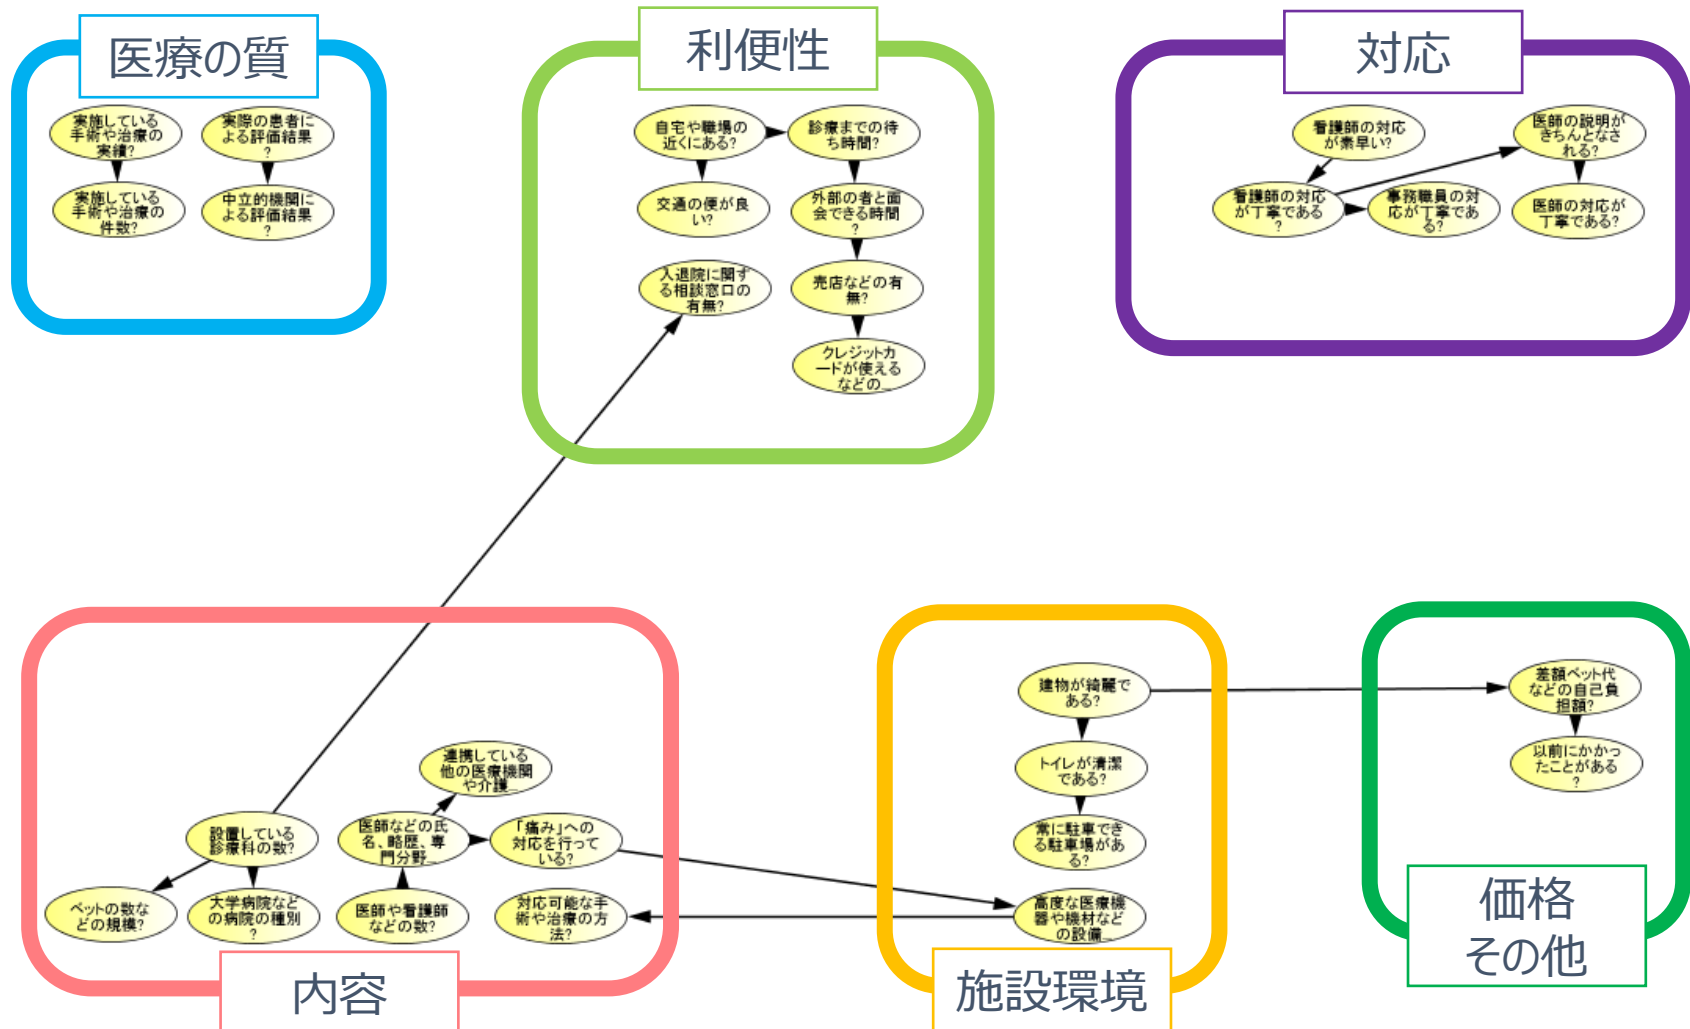 医療の質
実施している
手術や治療の
実績?
実際の患者に
よる評価結果
?
実施している
手術や治療の
件数?
中立的機関に
よる評価結果
?
利便性
自宅や職場の
近くにある?
診療までの待
ち時間?
交通の便が良
い?
外部の者と面
会できる時間
?
入退院に関す
る相談窓口の
有無?
売店などの有
無?
クレジットカ
ードが使える
などの...
対応
看護師の対応
が素早い?
医師の説明が
きちんとなさ
れる?
看護師の対応
が丁寧である
?
事務職員の対
応が丁寧であ
る?
医師の対応が
丁寧である?
連携している
他の医療機関
や介護...
設置している
診療科の数?
医師などの氏
名、略歴、専
門分野...
「痛み」への
対応を行って
いる?
ベットの数な
どの規模?
大学病院など
の病院の種別
?
医師や看護師
などの数?
対応可能な手
術や治療の方
法?
内容
建物が綺麗で
ある?
トイレが清潔
である?
常に駐車でき
る駐車場があ
る?
高度な医療機
器や機材など
の設備...
施設環境
差額ベット代
などの自己負
担額?
以前にかかっ
たことがある
?
価格
その他